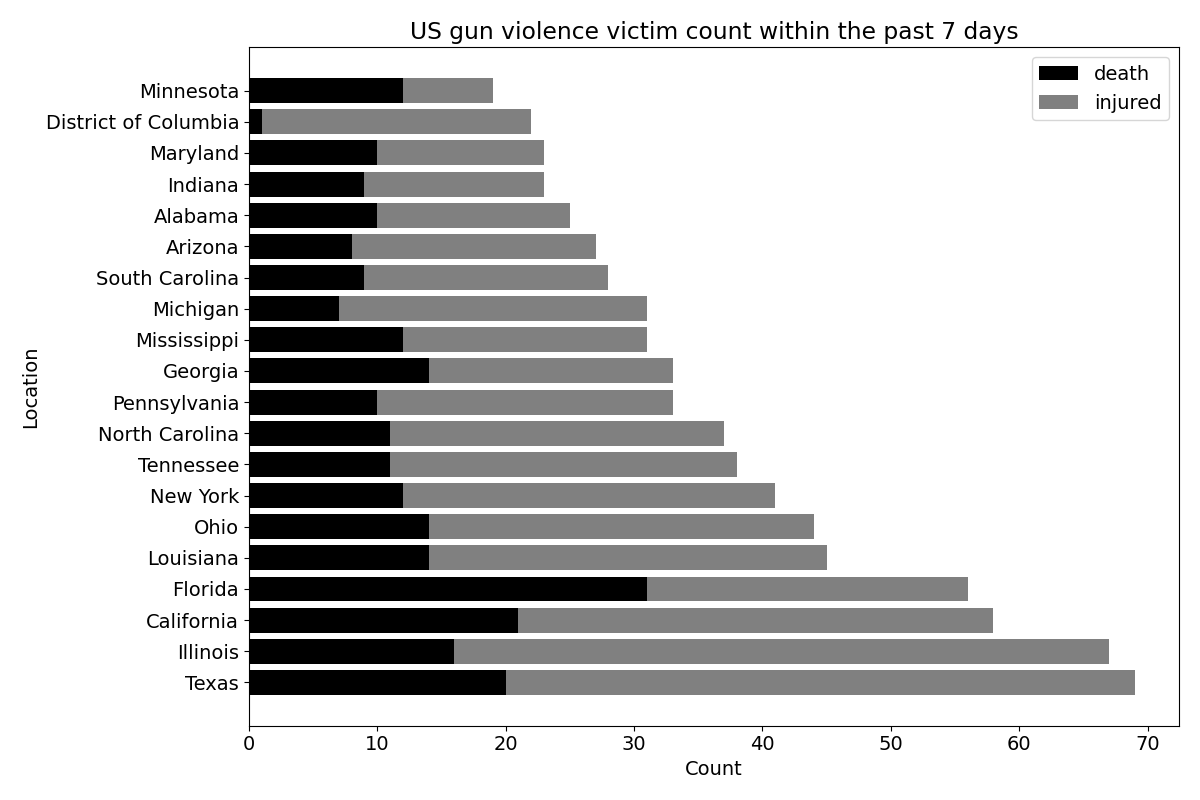 US gun violence victim count within the past 7 days
death
injured
Minnesota
District of Columbia
Maryland
Indiana
Alabama
Arizona
South Carolina
Michigan
Mississippi
Georgia
Pennsylvania
North Carolina
Tennessee
New York
Ohio
Louisiana
Florida
California
Illinois
Texas
Location
0 10 20 30 40 50 60 70
Count